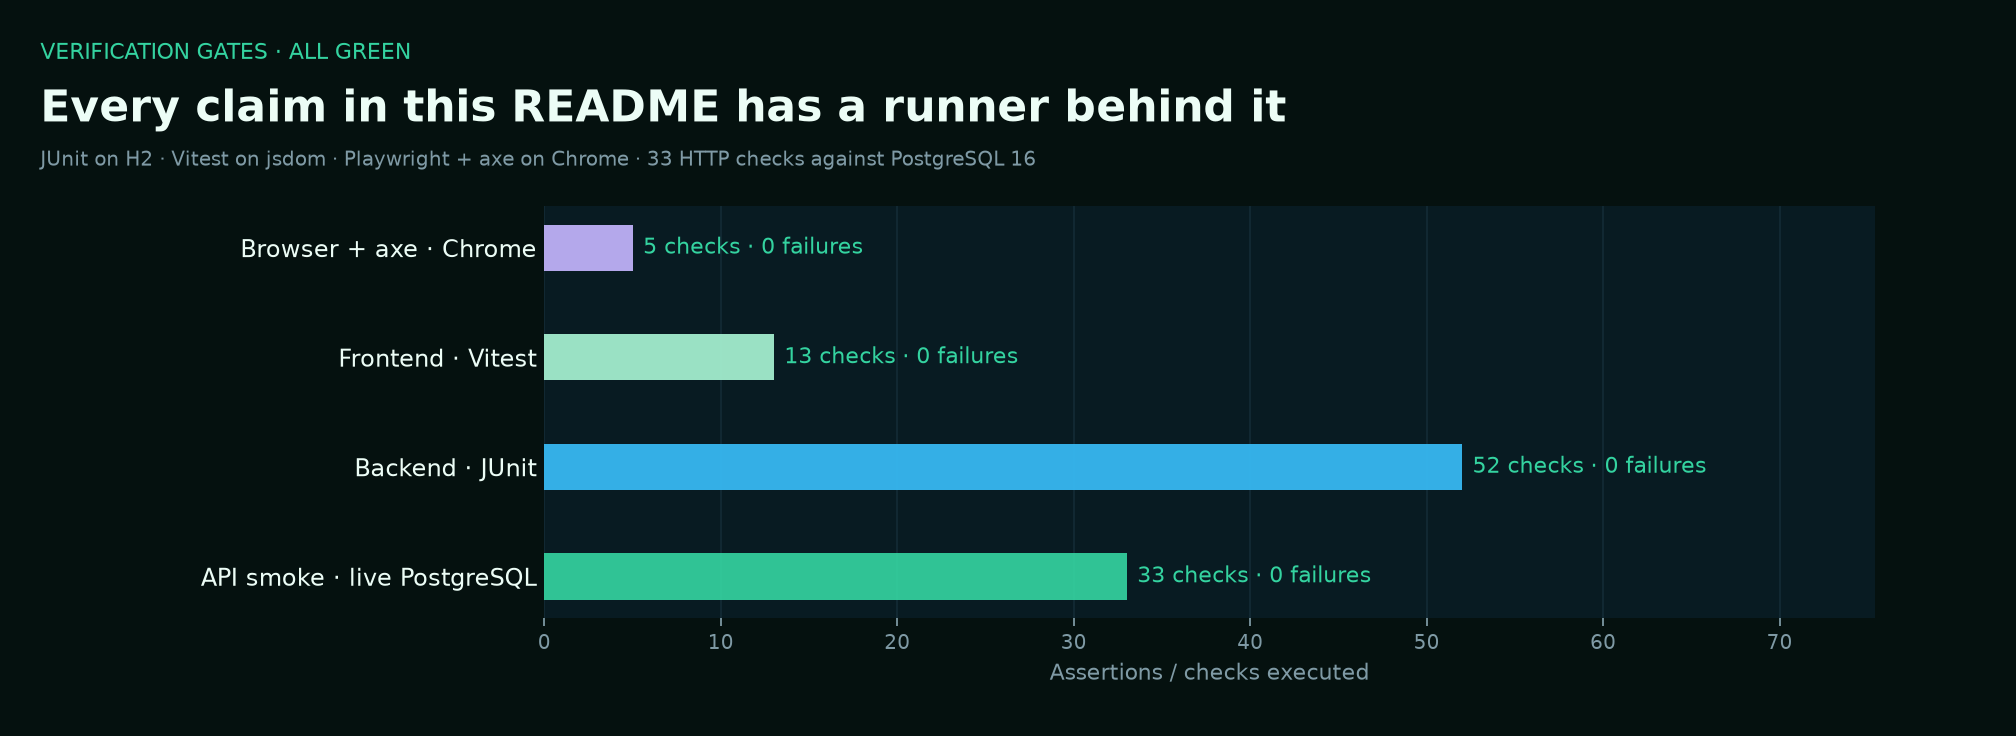 VERIFICATION GATES · ALL GREEN
Every claim in this README has a runner behind it
JUnit on H2 · Vitest on jsdom · Playwright + axe on Chrome · 33 HTTP checks against PostgreSQL 16
Browser + axe · Chrome
5 checks · 0 failures
Frontend · Vitest
13 checks · 0 failures
Backend · JUnit
52 checks · 0 failures
API smoke · live PostgreSQL
33 checks · 0 failures
0 10 20 30 40 50 60 70
Assertions / checks executed